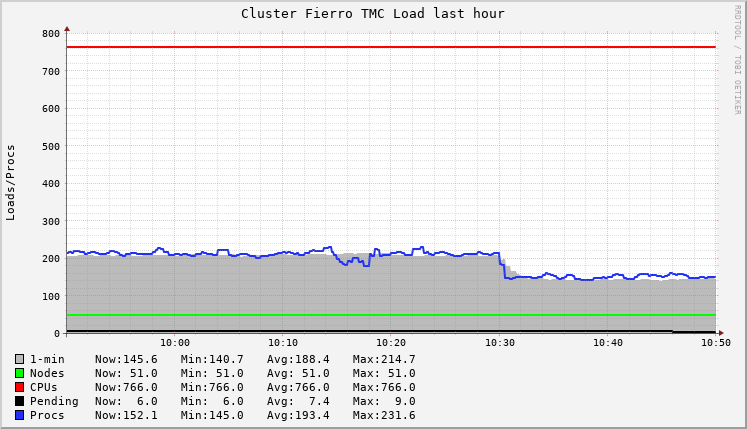 Cluster Fierro TMC Load last hour
RRDTOOL / TOBI OETIKER
Loads/Procs
800
700
600
500
400
300
200
100
0
10:00 10:10 10:20 10:30 10:40 10:50
1-min Now:145.6 Min:140.7 Avg:188.4 Max:214.7
Nodes Now: 51.0 Min: 51.0 Avg: 51.0 Max: 51.0
CPUs Now:766.0 Min:766.0 Avg:766.0 Max:766.0
Pending Now: 6.0 Min: 6.0 Avg: 7.4 Max: 9.0
Procs Now:152.1 Min:145.0 Avg:193.4 Max:231.6